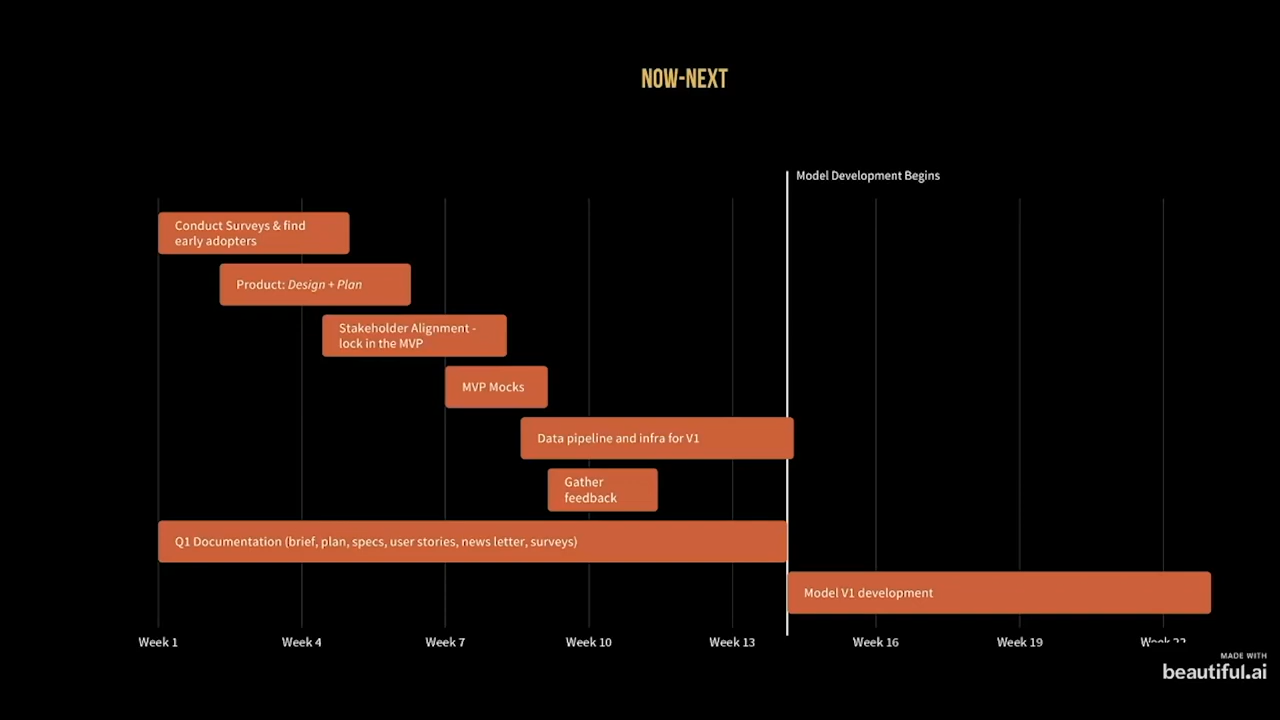 NOW-NEXT
Model Development Begins
Conduct Surveys & find
early adopters
Product: Design + Plan
Stakeholder Alignment -
lock in the MVP
MVP Mocks
Data pipeline and infra for V1
Gather
feedback
Q1 Documentation (brief, plan, specs, user stories, news letter, surveys)
Model V1 development
Week 1
Week 4
Week 7
Week 10
Week 13
Week 16
Week 19
Week 22
MADE WITH
beautiful.ai